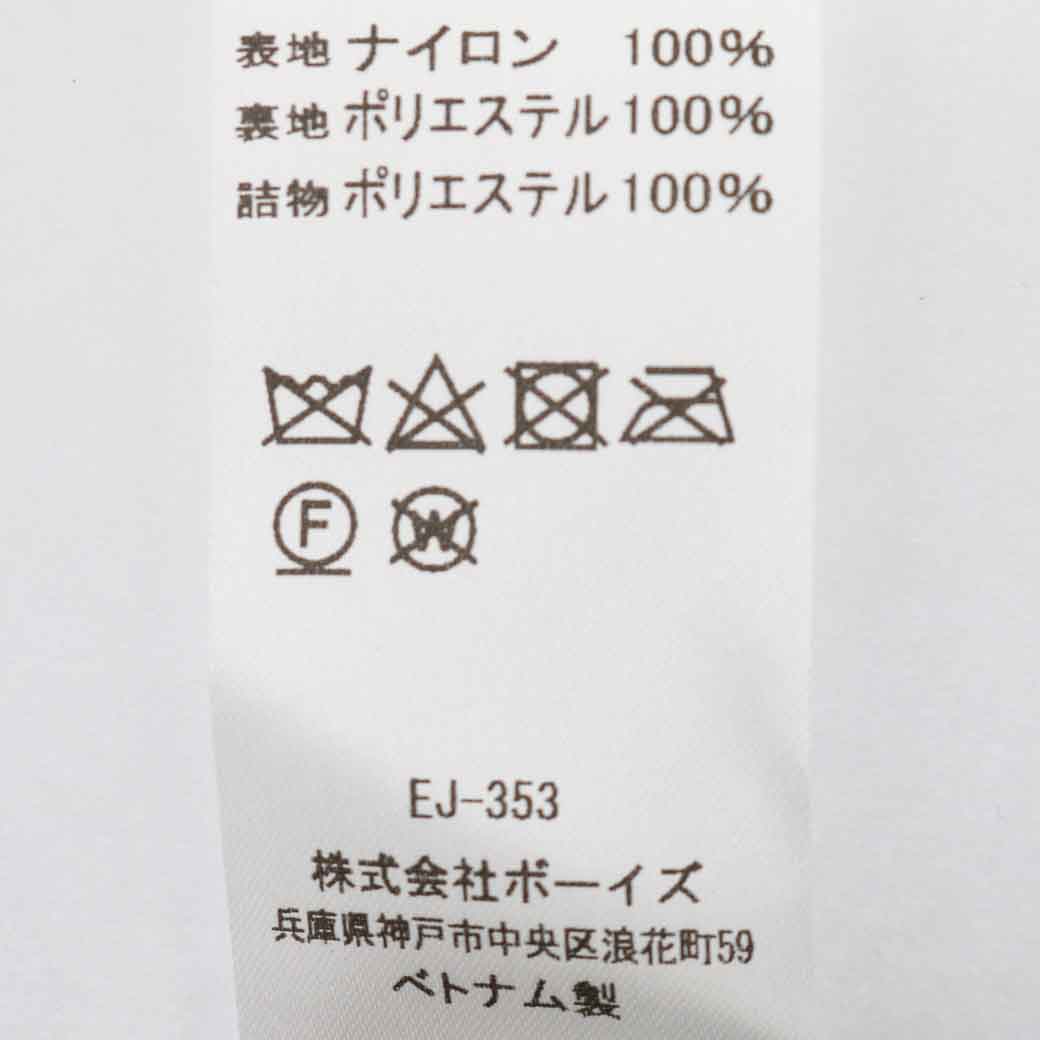 表地 ナイロン 100%
裏地 ポリエステル 100%
詰物 ポリエステル 100%
F W
EJ-353
株式会社ボーイズ
兵庫県神戸市中央区浪花町59
ベトナム製